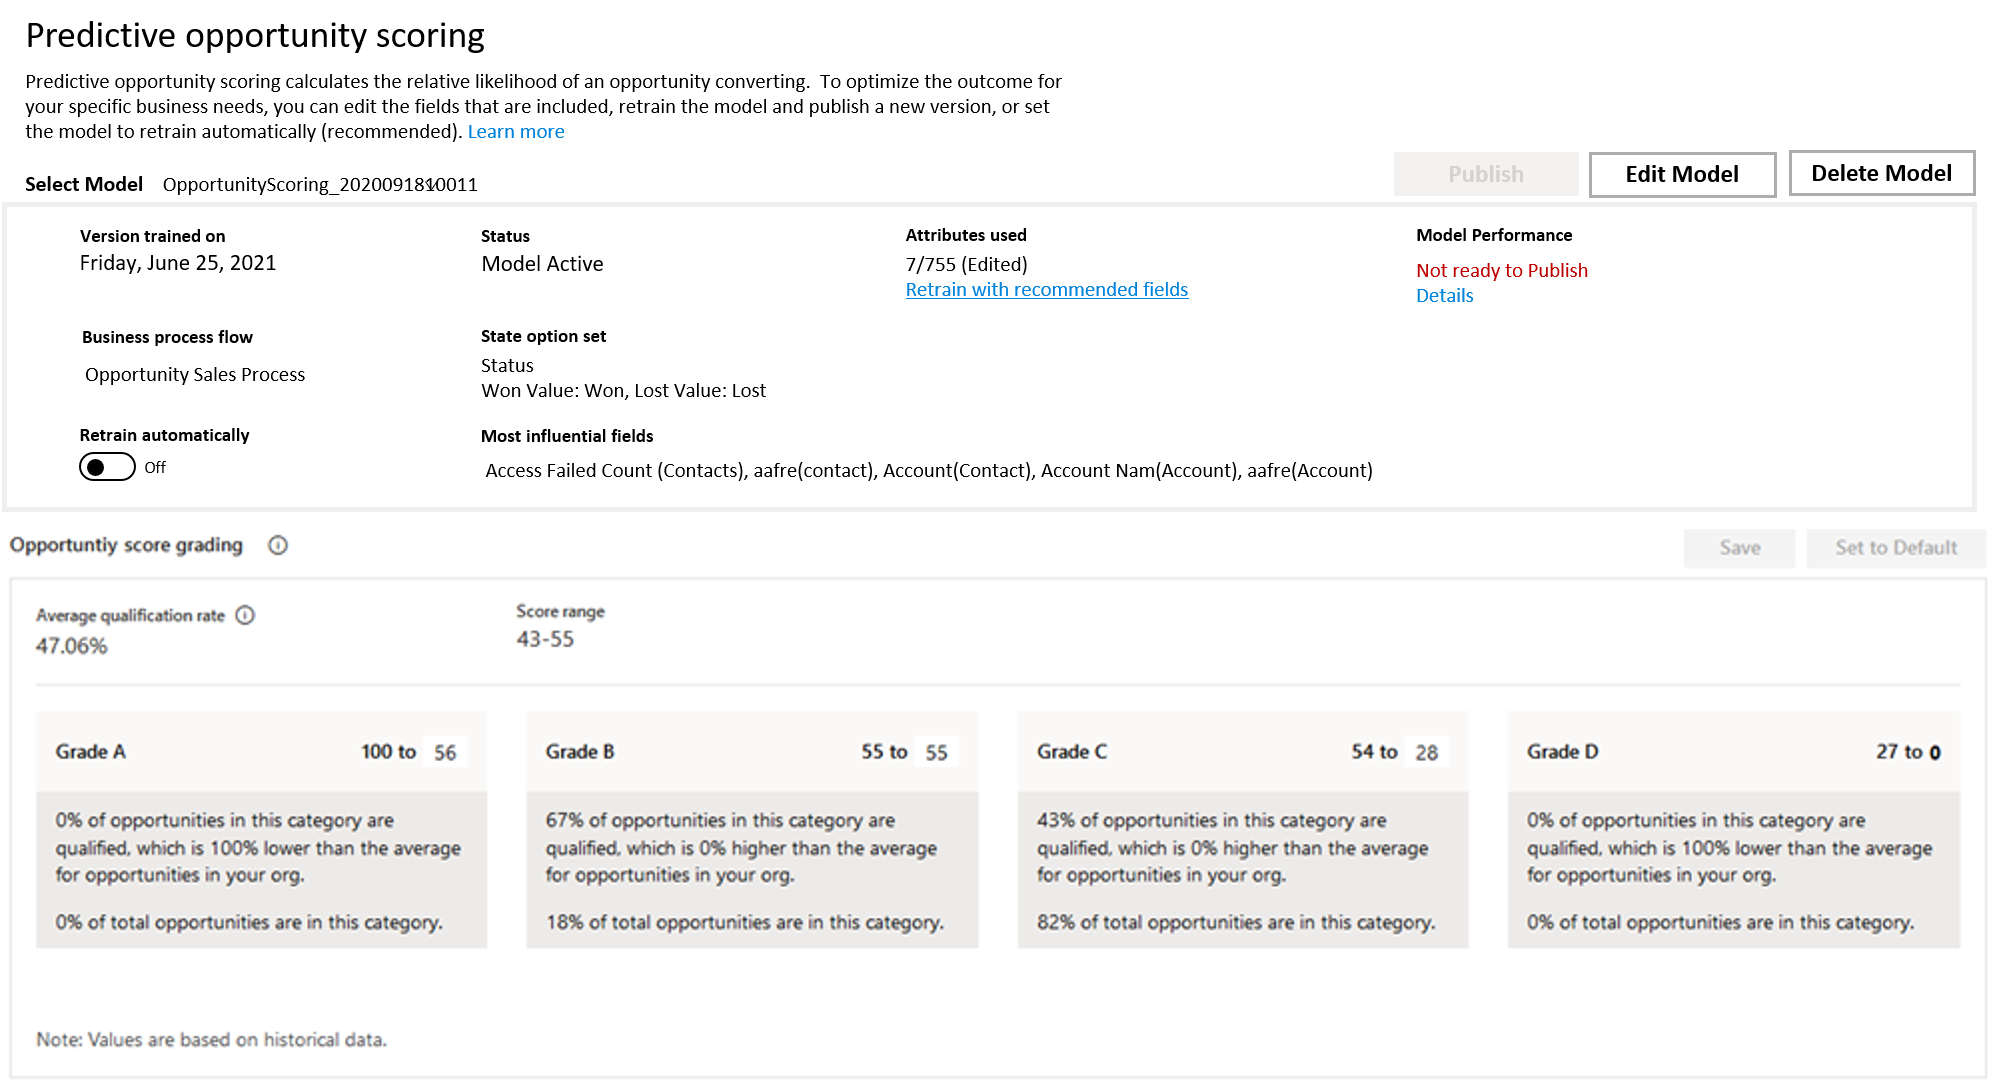 Predictive opportunity scoring
Predictive opportunity scoring calculates the relative likelihood of an opportunity converting. To optimize the outcome for
your specific business needs, you can edit the fields that are included, retrain the model and publish a new version, or set
the model to retrain automatically (recommended). Learn more
Publish
Edit Model
Delete Model
Select Model OpportunityScoring_2020091810011
Version trained on
Friday, June 25, 2021
Status
Model Active
Attributes used
7/755 (Edited)
Retrain with recommended fields
Model Performance
Not ready to Publish
Details
Business process flow
Opportunity Sales Process
State option set
Status
Won Value: Won, Lost Value: Lost
Retrain automatically
Off
Most influential fields
Access Failed Count (Contacts), aafre(contact), Account(Contact), Account Nam(Account), aafre(Account)
Opportuntiy score grading
Save
Set to Default
Average qualification rate
47.06%
Score range
43-55
Grade A 100 to 56
0% of opportunities in this category are
qualified, which is 100% lower than the average
for opportunities in your org.
0% of total opportunities are in this category.
Grade B 55 to 55
67% of opportunities in this category are
qualified, which is 0% higher than the average
for opportunities in your org.
18% of total opportunities are in this category.
Grade C 54 to 28
43% of opportunities in this category are
qualified, which is 0% higher than the average
for opportunities in your org.
82% of total opportunities are in this category.
Grade D 27 to 0
0% of opportunities in this category are
qualified, which is 100% lower than the average
for opportunities in your org.
0% of total opportunities are in this category.
Note: Values are based on historical data.